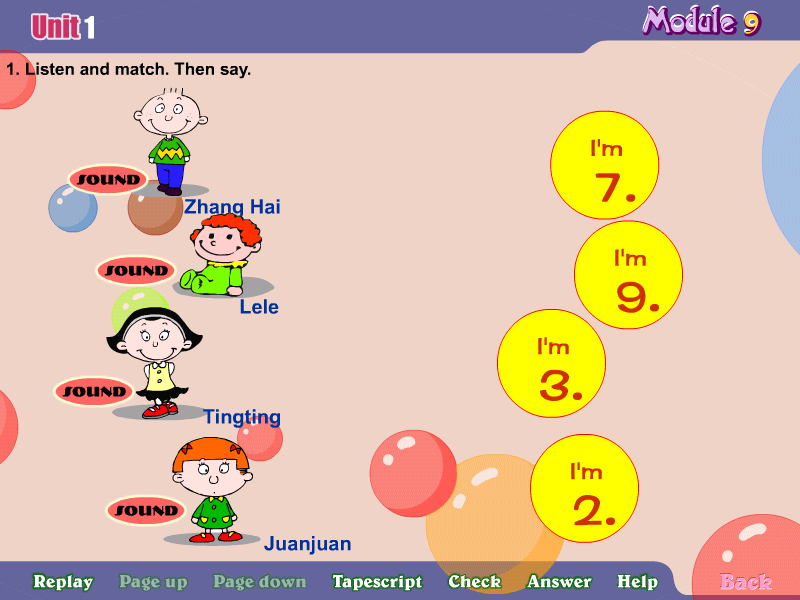 Unit 1
Module 9
1. Listen and match. Then say.
SOUND
Zhang Hai
I'm
7.
SOUND
Lele
I'm
9.
SOUND
Tingting
I'm
3.
SOUND
Juanjuan
I'm
2.
Replay Page up Page down Tapescript Check Answer Help Back